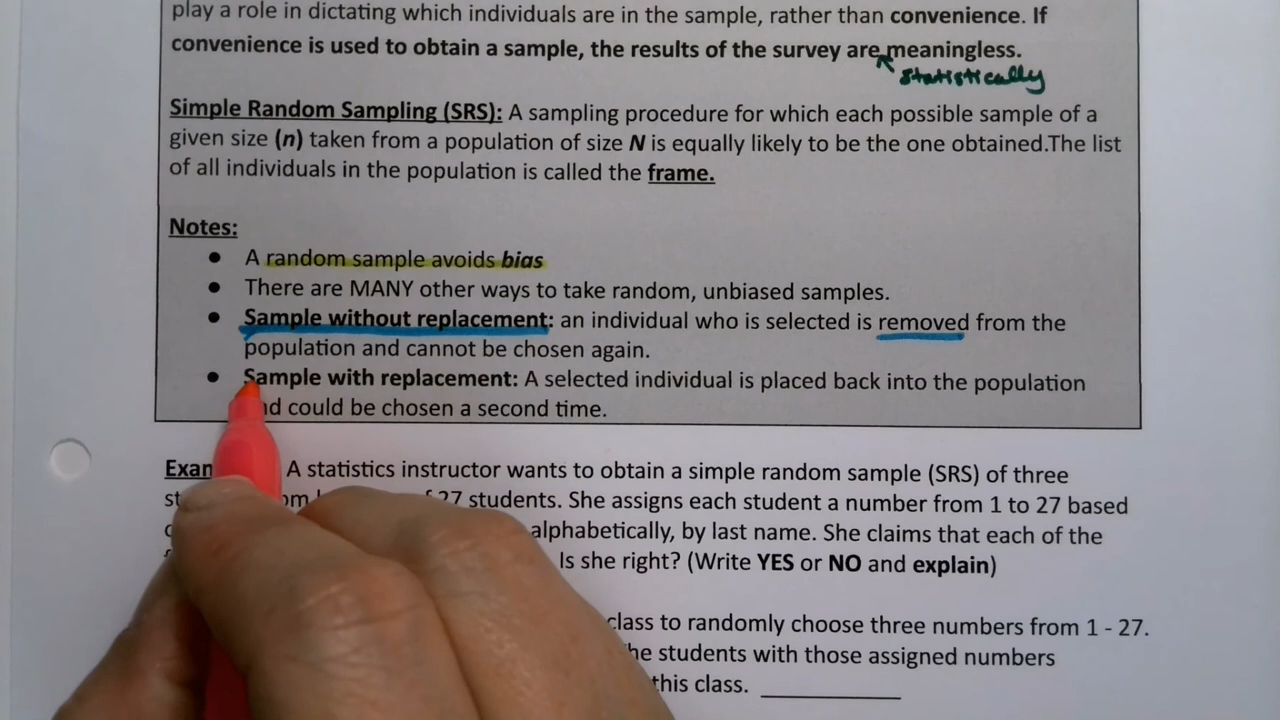 play a role in dictating which individuals are in the sample, rather than convenience. If
convenience is used to obtain a sample, the results of the survey are meaningless.
statistically
Simple Random Sampling (SRS): A sampling procedure for which each possible sample of a
given size (n) taken from a population of size N is equally likely to be the one obtained.The list
of all individuals in the population is called the frame.
Notes:
● A random sample avoids bias
● There are MANY other ways to take random, unbiased samples.
● Sample without replacement: an individual who is selected is removed from the
population and cannot be chosen again.
● Sample with replacement: A selected individual is placed back into the population
could be chosen a second time.
A statistics instructor wants to obtain a simple random sample (SRS) of three
27 students. She assigns each student a number from 1 to 27 based
alphabetically, by last name. She claims that each of the
Is she right? (Write YES or NO and explain)
class to randomly choose three numbers from 1 - 27.
students with those assigned numbers
this class. ____________